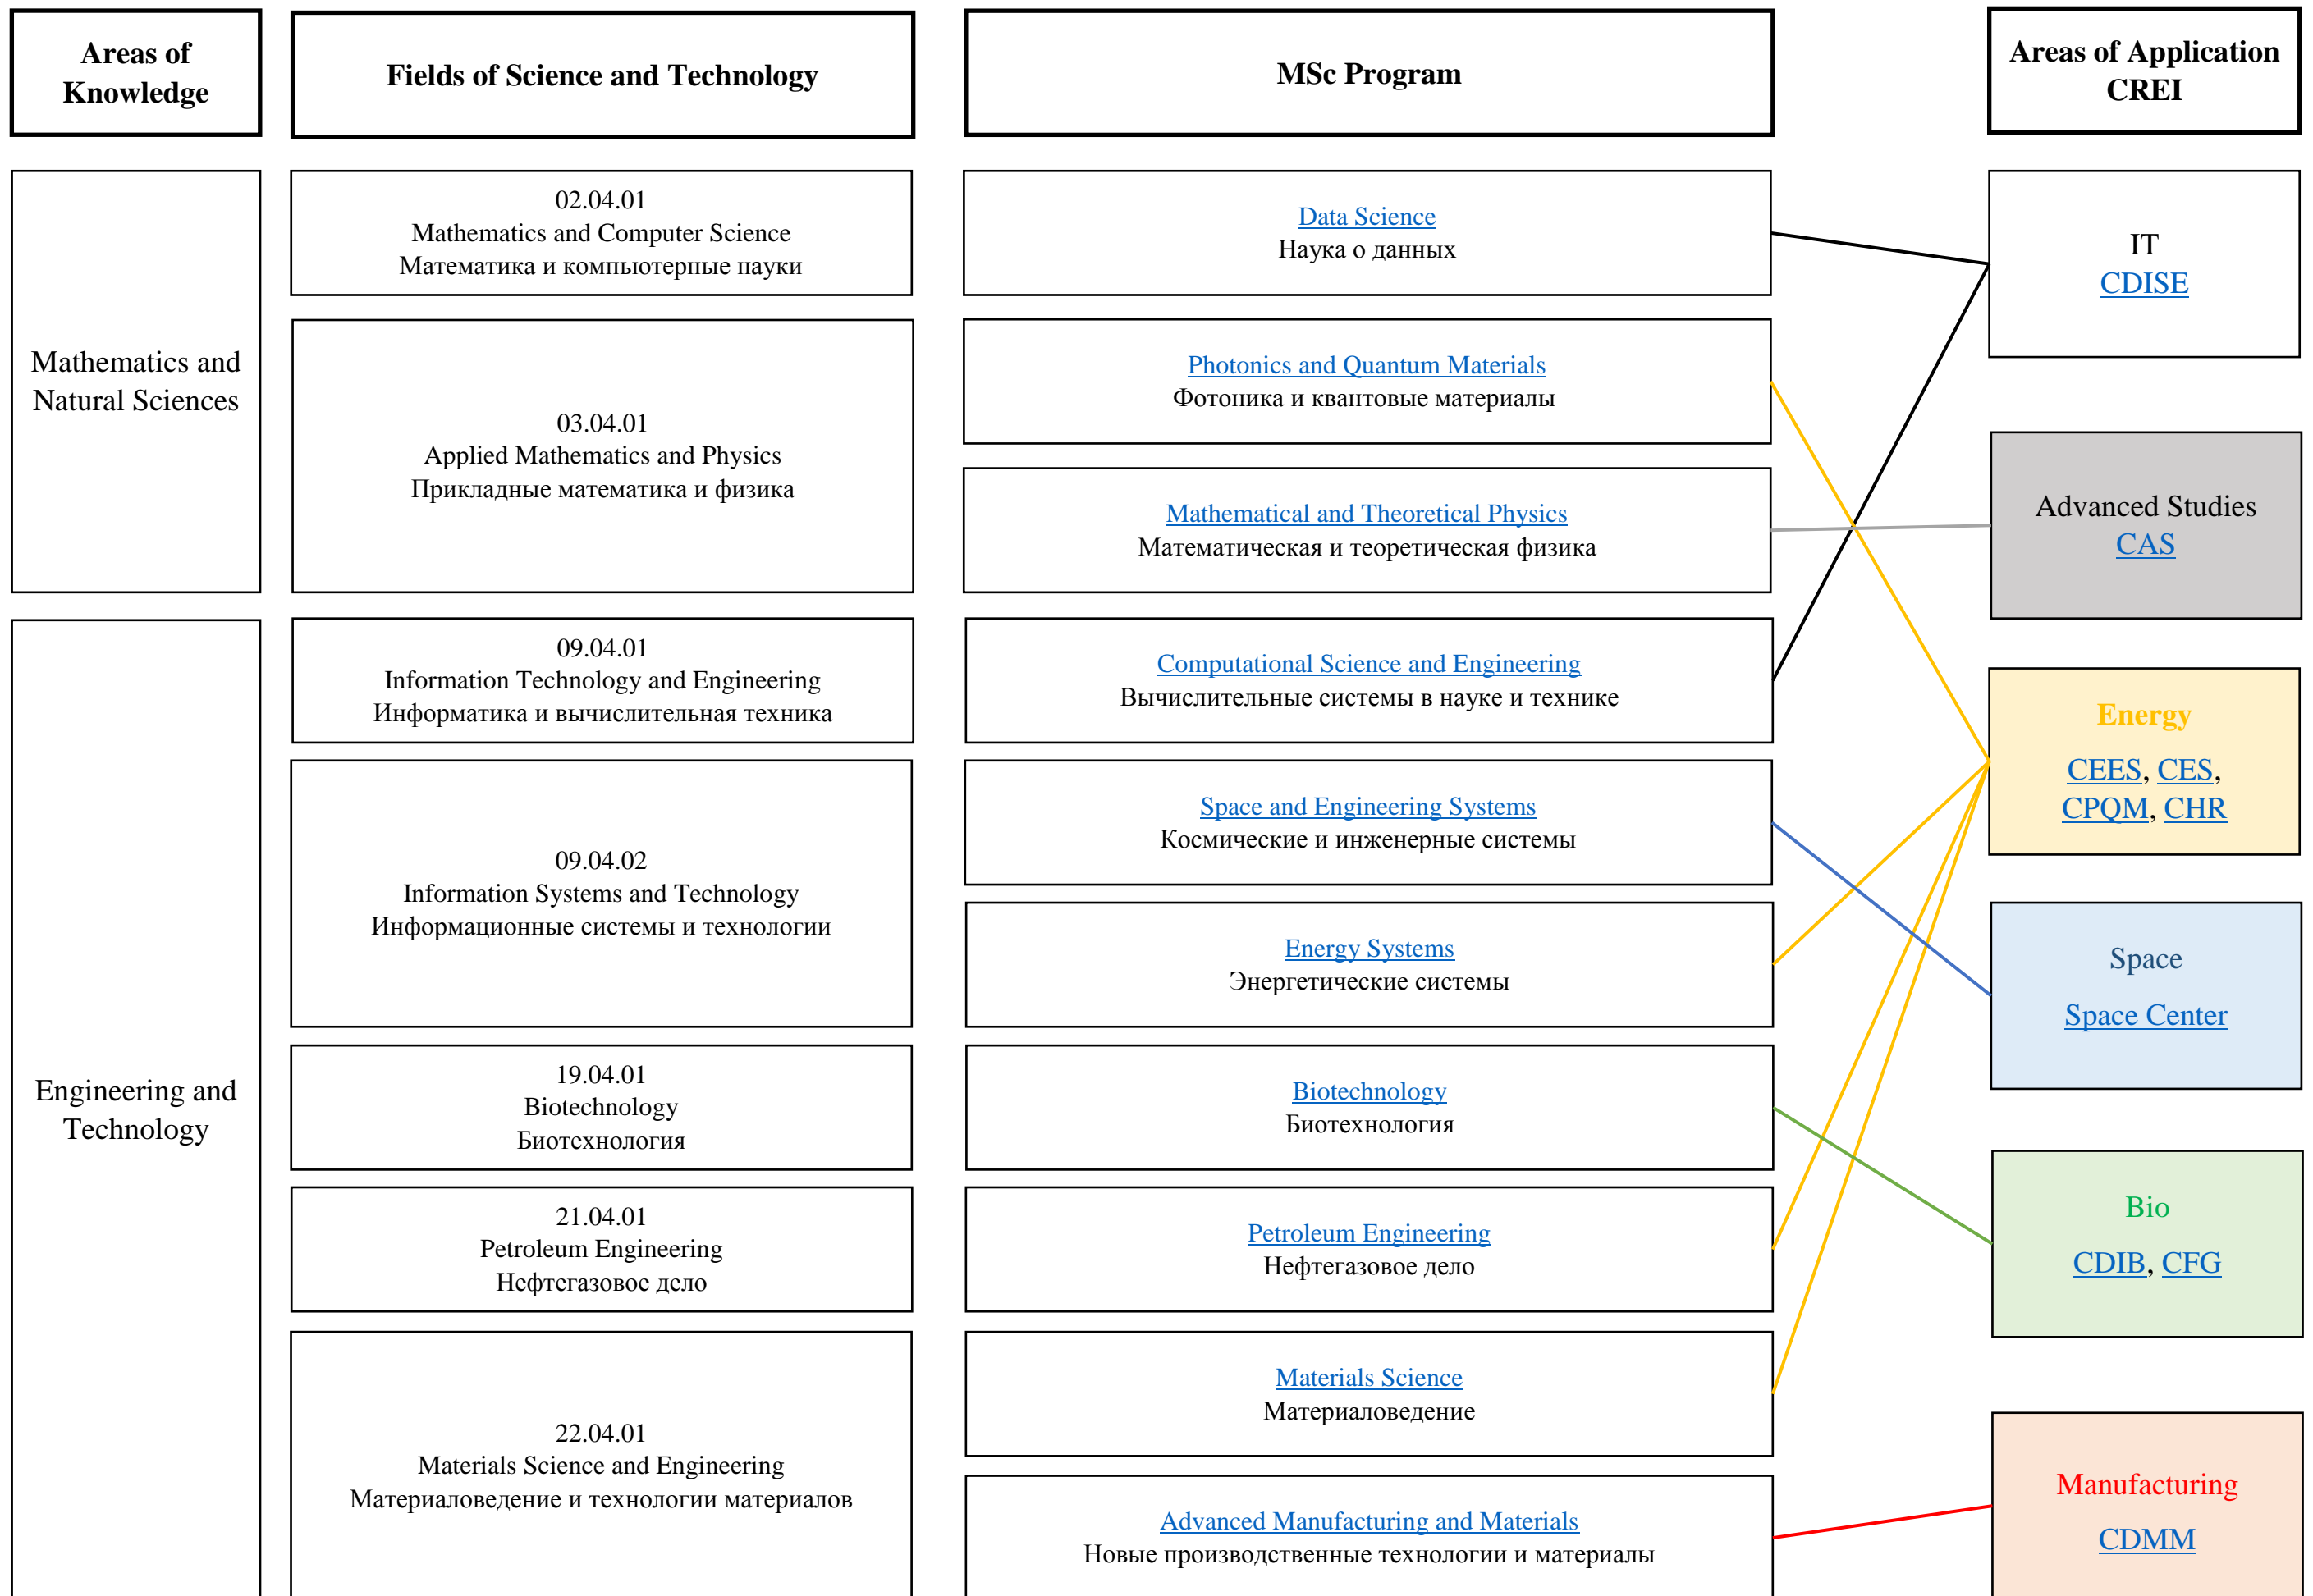 Areas of
Knowledge
Fields of Science and Technology
MSc Program
Areas of Application
CREI
Mathematics and
Natural Sciences
02.04.01
Mathematics and Computer Science
Математика и компьютерные науки
Data Science
Наука о данных
IT
CDISE
03.04.01
Applied Mathematics and Physics
Прикладные математика и физика
Photonics and Quantum Materials
Фотоника и квантовые материалы
Mathematical and Theoretical Physics
Математическая и теоретическая физика
Advanced Studies
CAS
Engineering and
Technology
09.04.01
Information Technology and Engineering
Информатика и вычислительная техника
Computational Science and Engineering
Вычислительные системы в науке и технике
Energy
CEES, CES,
CPQM, CHR
09.04.02
Information Systems and Technology
Информационные системы и технологии
Space and Engineering Systems
Космические и инженерные системы
Energy Systems
Энергетические системы
Space
Space Center
19.04.01
Biotechnology
Биотехнология
Biotechnology
Биотехнология
Bio
CDIB, CFG
21.04.01
Petroleum Engineering
Нефтегазовое дело
Petroleum Engineering
Нефтегазовое дело
22.04.01
Materials Science and Engineering
Материаловедение и технологии материалов
Materials Science
Материаловедение
Advanced Manufacturing and Materials
Новые производственные технологии и материалы
Manufacturing
CDMM